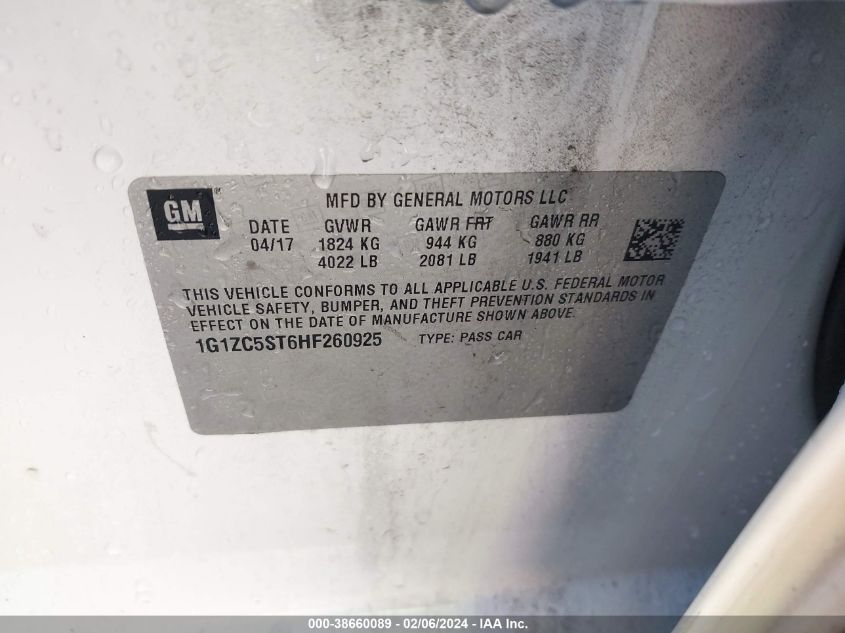 GM
MFD BY GENERAL MOTORS LLC
DATE GVWR GAWR FRT GAWR RR
04/17 1824 KG 944 KG 880 KG
4022 LB 2081 LB 1941 LB
THIS VEHICLE CONFORMS TO ALL APPLICABLE U.S. FEDERAL MOTOR
VEHICLE SAFETY, BUMPER, AND THEFT PREVENTION STANDARDS IN
EFFECT ON THE DATE OF MANUFACTURE SHOWN ABOVE.
1G1ZC5ST6HF260925 TYPE: PASS CAR
000-38660089 - 02/06/2024 - IAAI.com